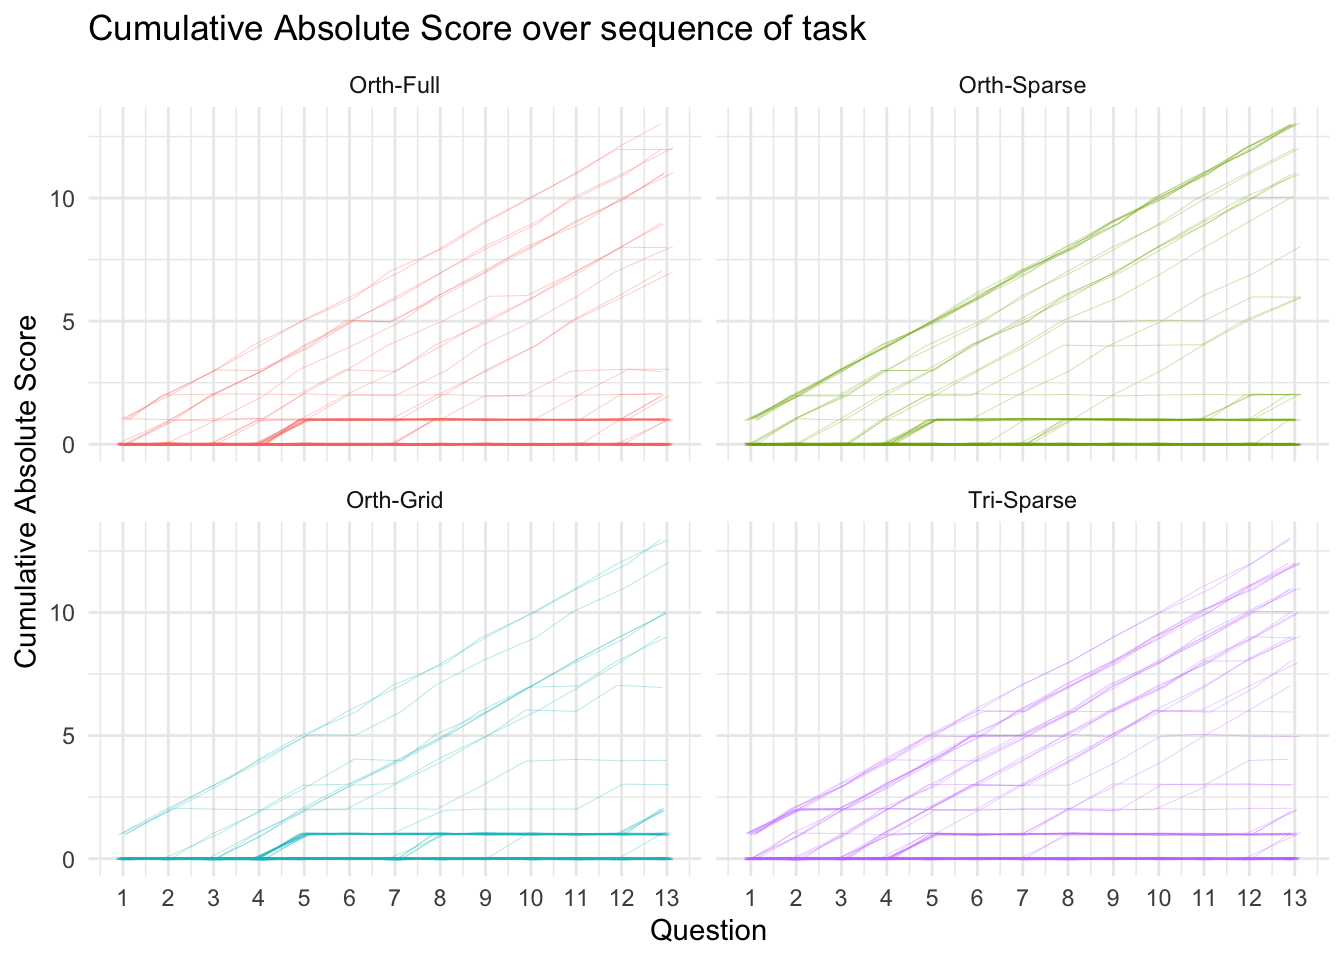 Cumulative Absolute Score over sequence of task
Orth-Full
Orth-Sparse
10
5
0
Orth-Grid
Tri-Sparse
10
5
0
Cumulative Absolute Score
1 2 3 4 5 6 7 8 9 10 11 12 13
1 2 3 4 5 6 7 8 9 10 11 12 13
Question